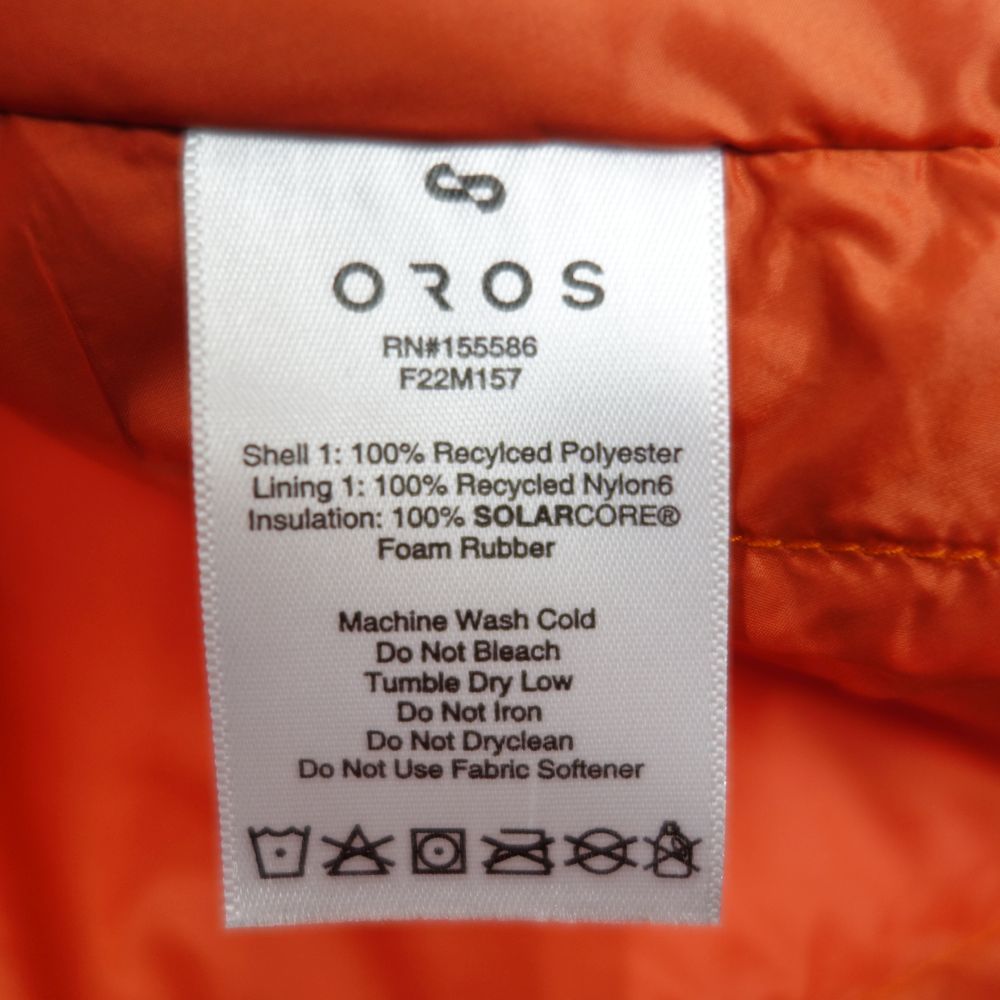 OROS
RN#155586
F22M157
Shell 1: 100% Recylced Polyester
Lining 1: 100% Recycled Nylon6
Insulation: 100% SOLARCORE®
Foam Rubber
Machine Wash Cold
Do Not Bleach
Tumble Dry Low
Do Not Iron
Do Not Dryclean
Do Not Use Fabric Softener